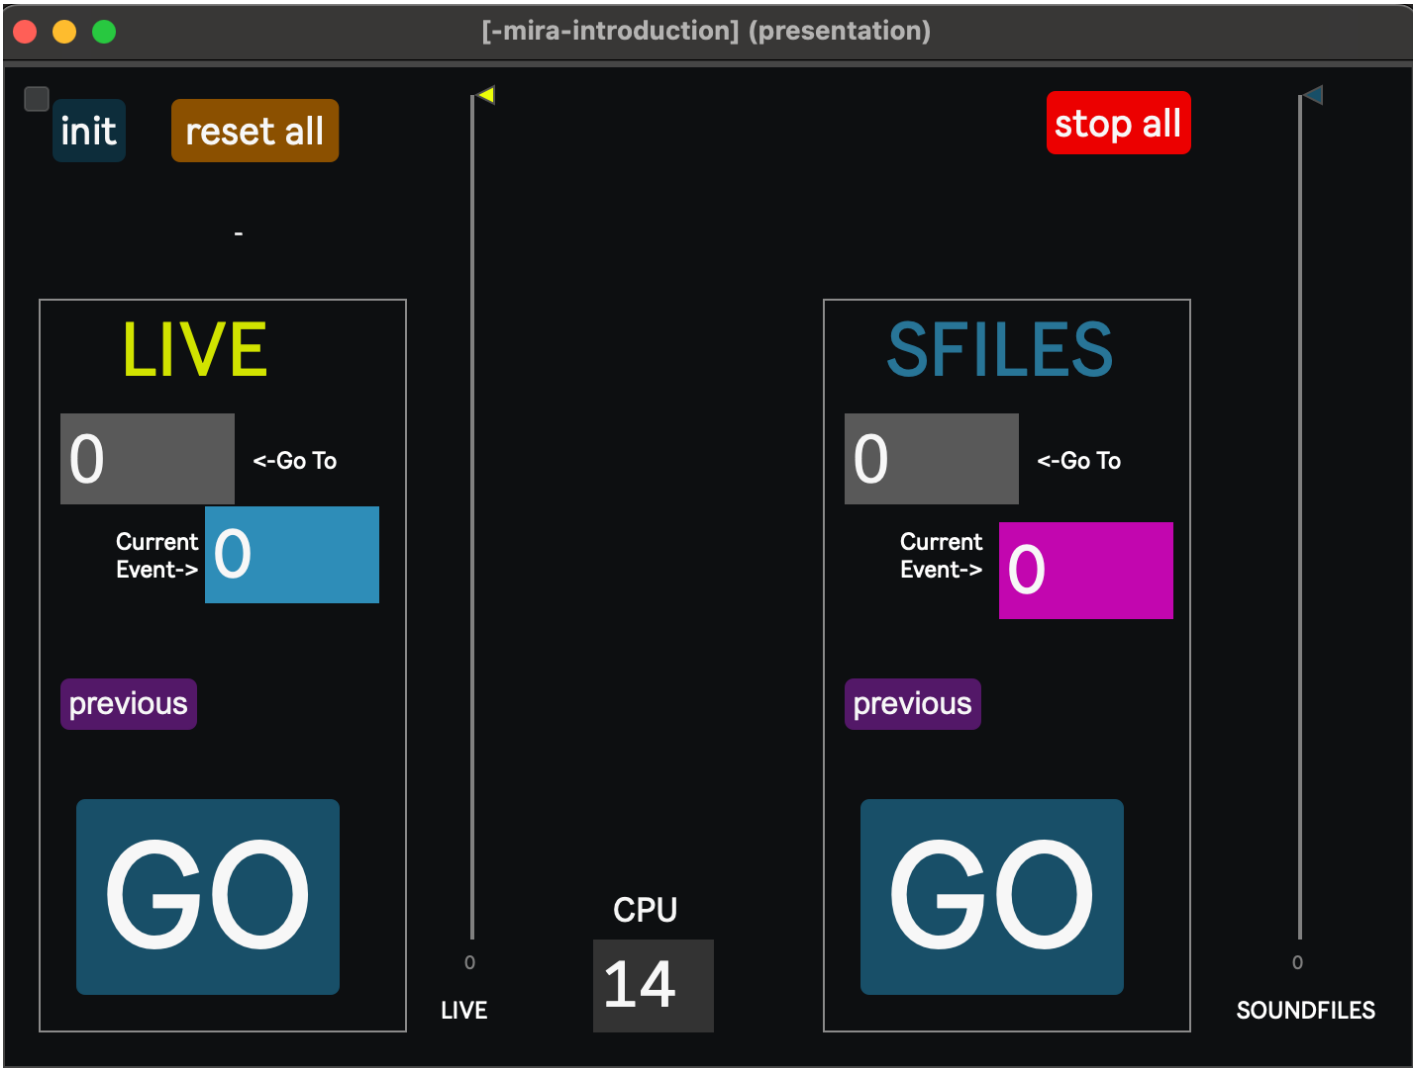 [-mira-introduction] (presentation)
init
reset all
stop all
-
LIVE
0
<-Go To
Current
Event->
0
previous
GO
0
LIVE
CPU
14
SFILES
0
<-Go To
Current
Event->
0
previous
GO
0
SOUNDFILES